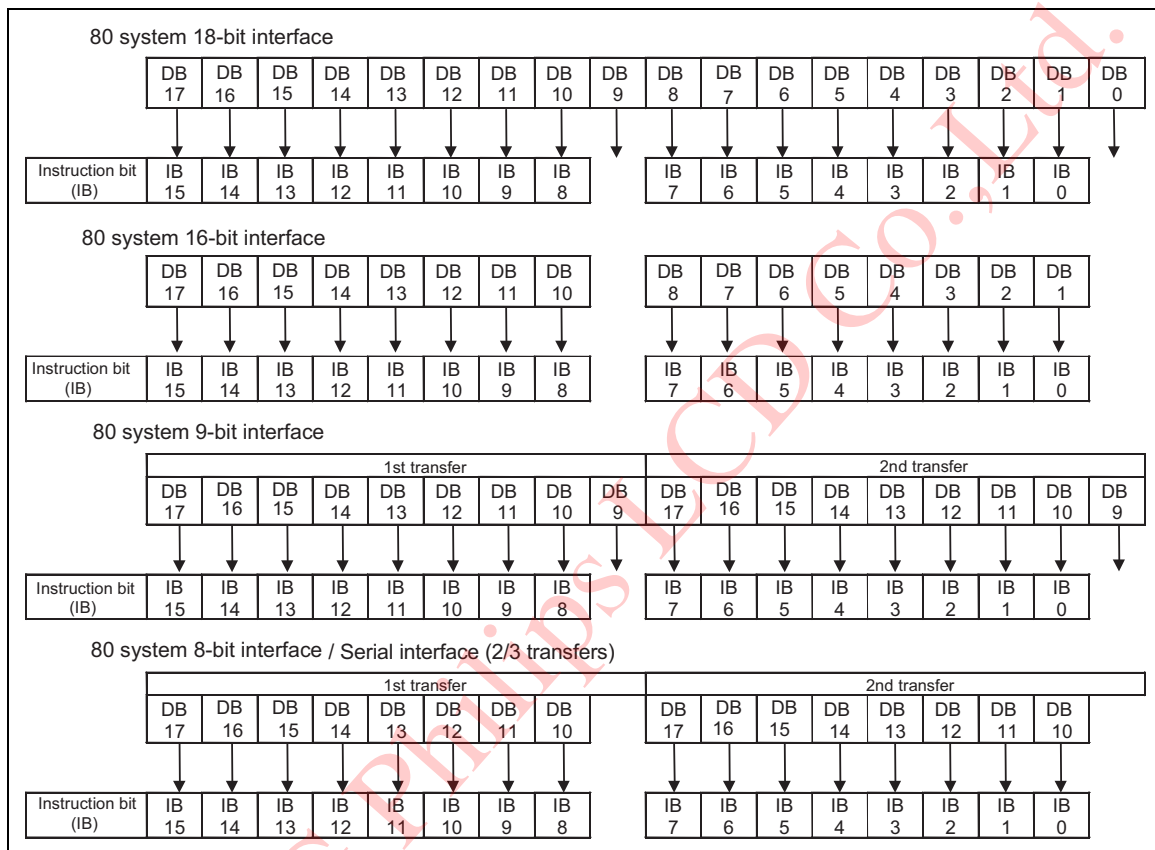 80 system 18-bit interface
DB 17 DB 16 DB 15 DB 14 DB 13 DB 12 DB 11 DB 10 DB 9 DB 8 DB 7 DB 6 DB 5 DB 4 DB 3 DB 2 DB 1 DB 0
Instruction bit (IB) IB 15 IB 14 IB 13 IB 12 IB 11 IB 10 IB 9 IB 8 IB 7 IB 6 IB 5 IB 4 IB 3 IB 2 IB 1 IB 0
80 system 16-bit interface
DB 17 DB 16 DB 15 DB 14 DB 13 DB 12 DB 11 DB 10 DB 8 DB 7 DB 6 DB 5 DB 4 DB 3 DB 2 DB 1
Instruction bit (IB) IB 15 IB 14 IB 13 IB 12 IB 11 IB 10 IB 9 IB 8 IB 7 IB 6 IB 5 IB 4 IB 3 IB 2 IB 1 IB 0
80 system 9-bit interface
1st transfer 2nd transfer
DB 17 DB 16 DB 15 DB 14 DB 13 DB 12 DB 11 DB 10 DB 9 DB 17 DB 16 DB 15 DB 14 DB 13 DB 12 DB 11 DB 10 DB 9
Instruction bit (IB) IB 15 IB 14 IB 13 IB 12 IB 11 IB 10 IB 9 IB 8 IB 7 IB 6 IB 5 IB 4 IB 3 IB 2 IB 1 IB 0
80 system 8-bit interface / Serial interface (2/3 transfers)
1st transfer 2nd transfer
DB 17 DB 16 DB 15 DB 14 DB 13 DB 12 DB 11 DB 10 DB 17 DB 16 DB 15 DB 14 DB 13 DB 12 DB 11 DB 10
Instruction bit (IB) IB 15 IB 14 IB 13 IB 12 IB 11 IB 10 IB 9 IB 8 IB 7 IB 6 IB 5 IB 4 IB 3 IB 2 IB 1 IB 0
Philips LCD Co.,Ltd.